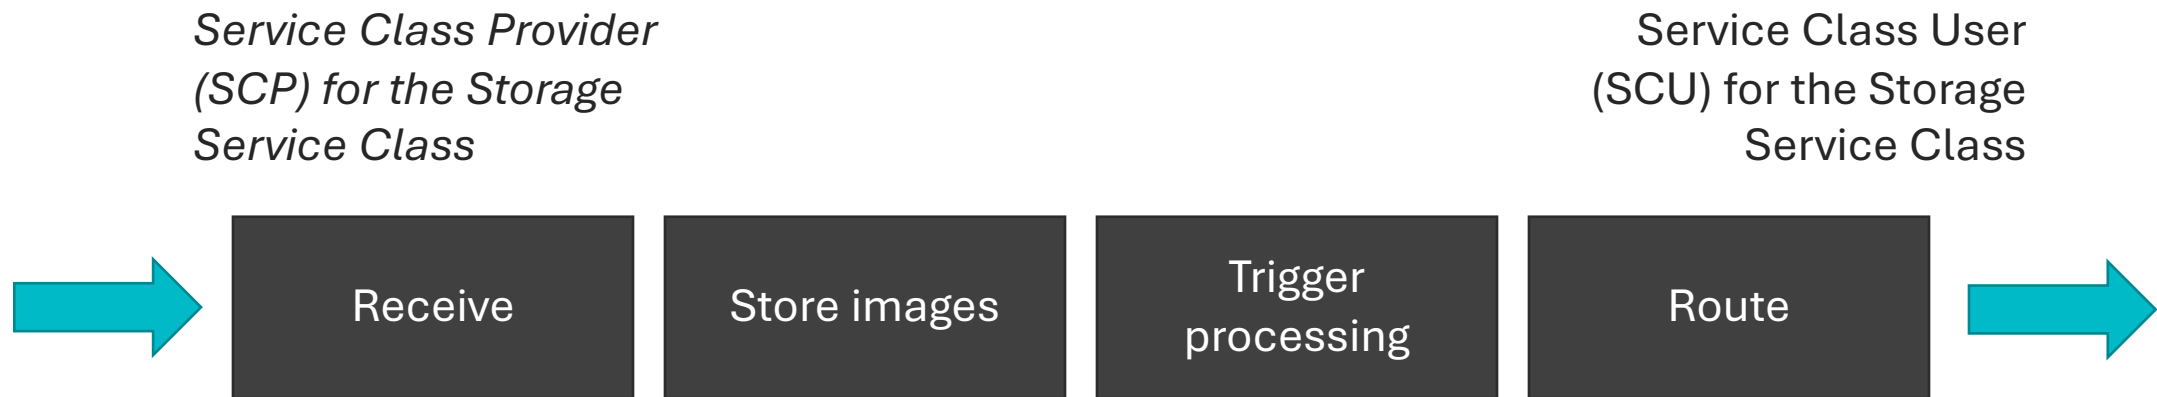 Service Class Provider
(SCP) for the Storage
Service Class
Service Class User
(SCU) for the Storage
Service Class
Receive
Store images
Trigger
processing
Route